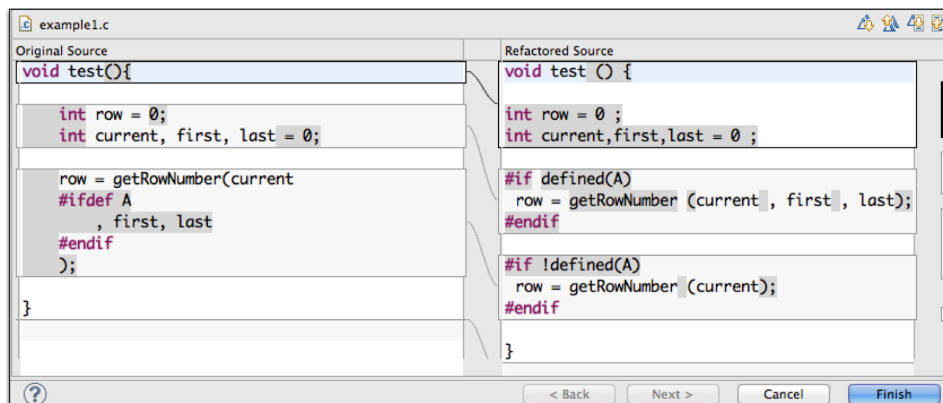 example1.c
Original Source
void test(){
int row = 0;
int current, first, last = 0;
row = getRowNumber(current
#ifdef A
, first, last
#endif
);
}
Refactored Source
void test () {
int row = 0 ;
int current,first,last = 0 ;
#if defined(A)
row = getRowNumber (current , first , last);
#endif
#if !defined(A)
row = getRowNumber (current);
#endif
}
? < Back Next > Cancel Finish